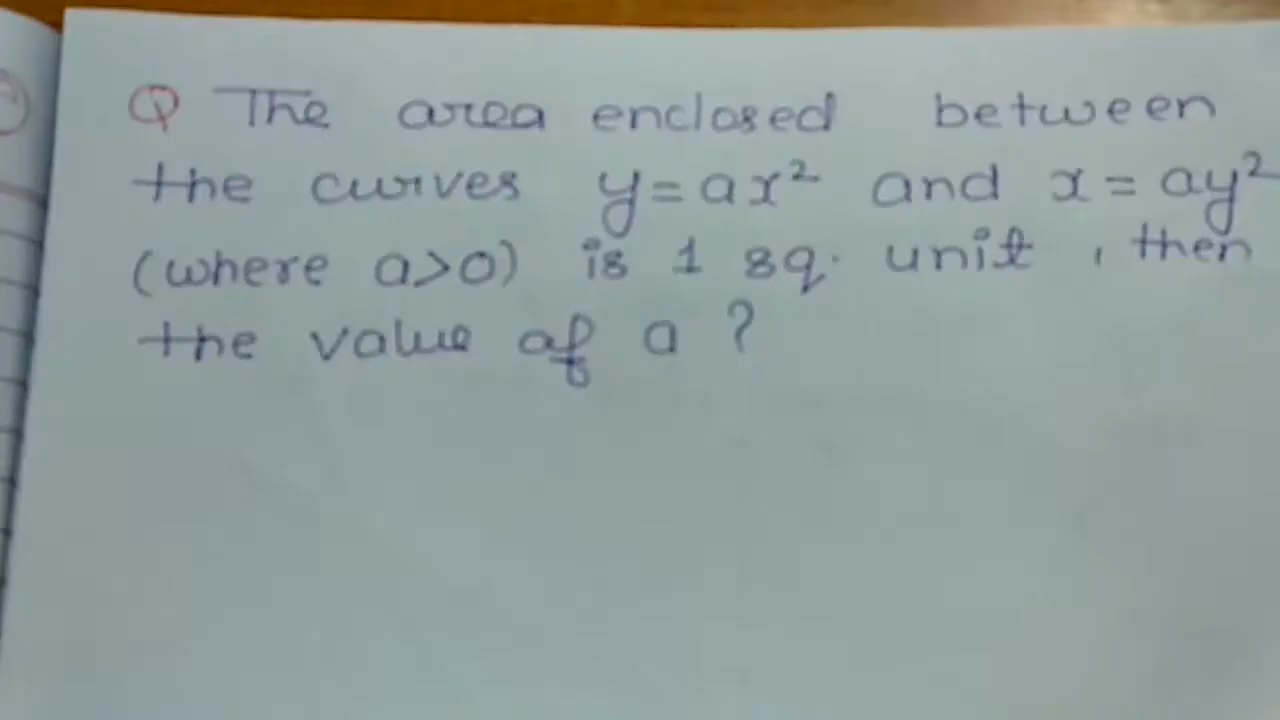 Q The area enclosed between
the curves y=ax² and x=ay²
(where a>0) is 1 sq. unit, then
the value of a ?